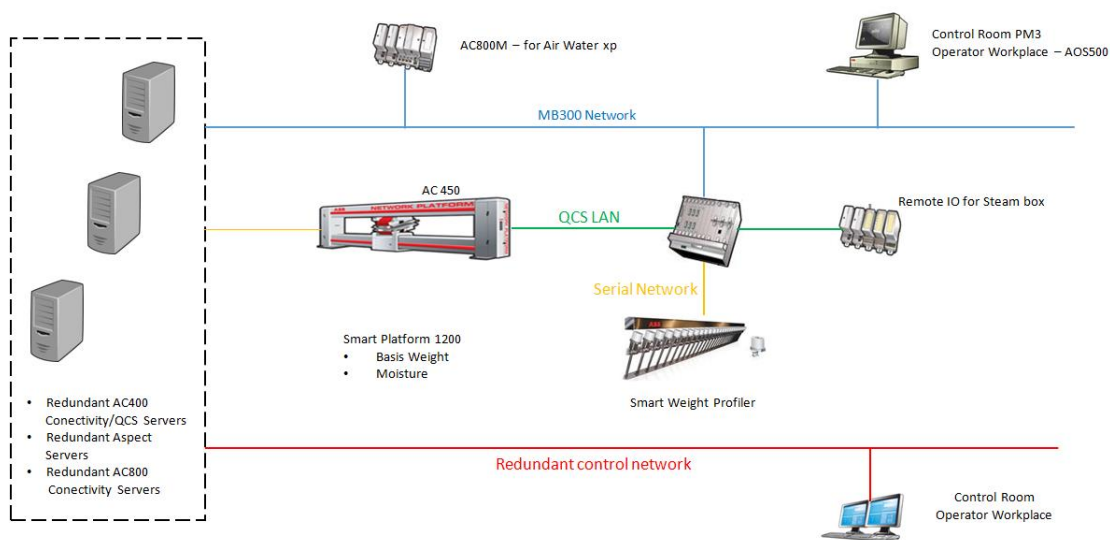 AC800M – for Air Water xp
Control Room PM3
Operator Workplace – AOS500
MB300 Network
AC 450
ABB NETWORK PLATFORM
QCS LAN
Remote IO for Steam box
Serial Network
Smart Platform 1200
• Basis Weight
• Moisture
ABB
Smart Weight Profiler
• Redundant AC400
Conectivity/QCS Servers
• Redundant Aspect
Servers
• Redundant AC800
Conectivity Servers
Redundant control network
Control Room
Operator Workplace